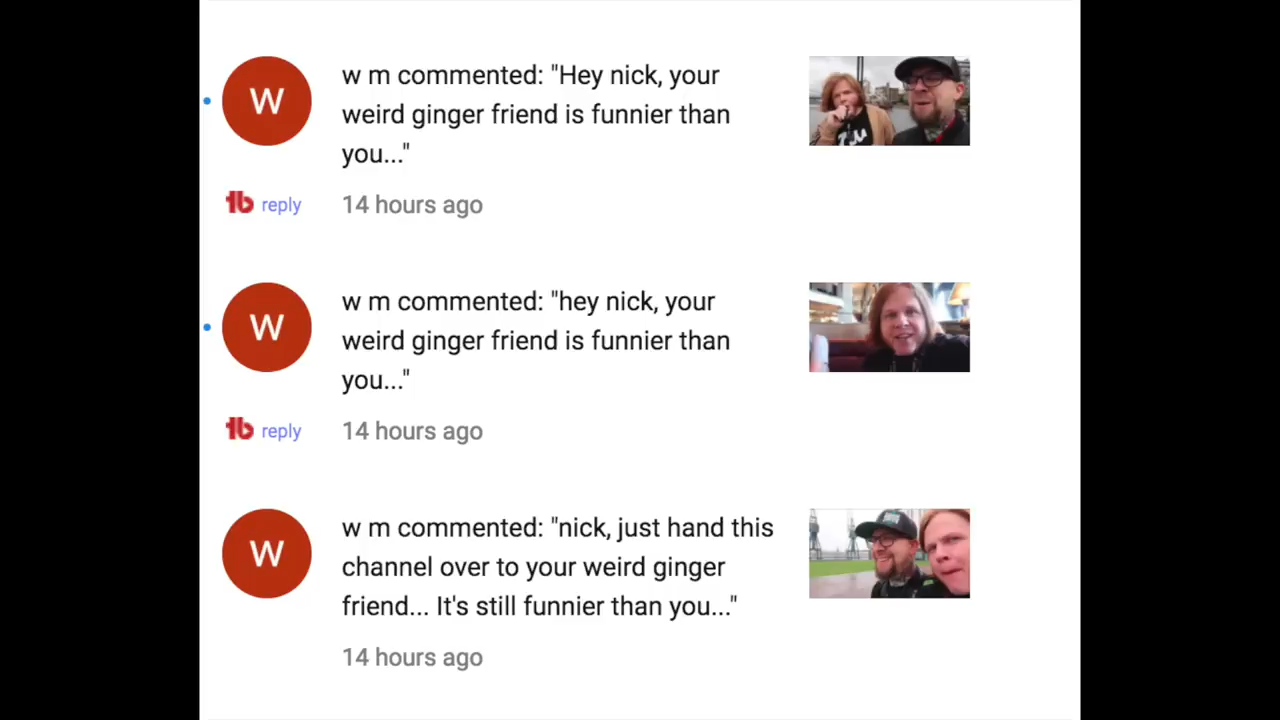 W
w m commented: "Hey nick, your
weird ginger friend is funnier than
you..."
tb reply
14 hours ago
W
w m commented: "hey nick, your
weird ginger friend is funnier than
you..."
tb reply
14 hours ago
W
w m commented: "nick, just hand this
channel over to your weird ginger
friend... It's still funnier than you..."
14 hours ago